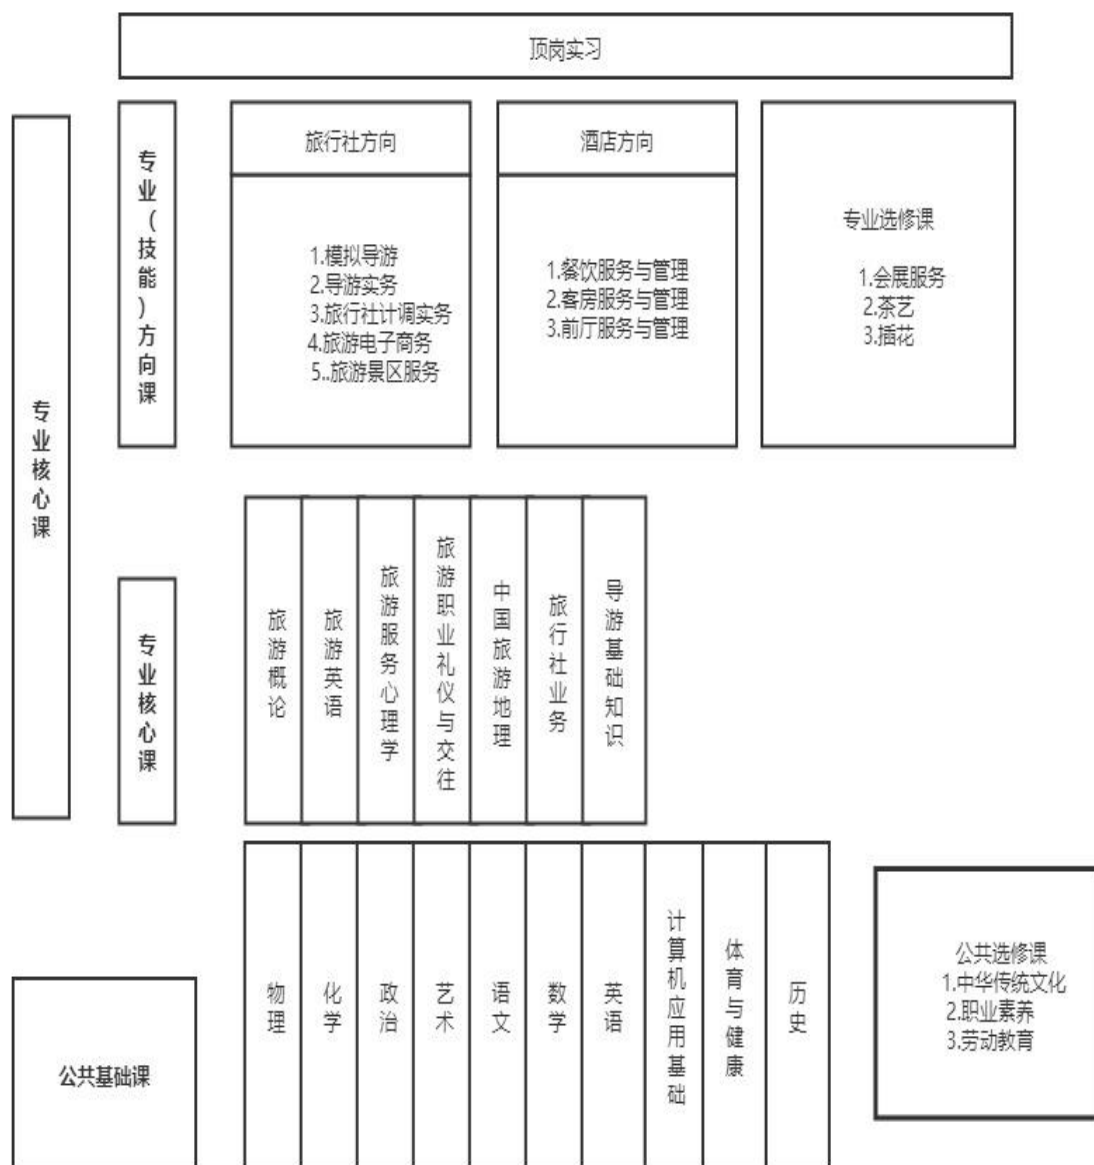 顶岗实习
专业核心课
专业（技能）方向课
旅行社方向
1.模拟导游
2.导游实务
3.旅行社计调实务
4.旅游电子商务
5..旅游景区服务
酒店方向
1.餐饮服务与管理
2.客房服务与管理
3.前厅服务与管理
专业选修课
1.会展服务
2.茶艺
3.插花
专业核心课
旅游概论
旅游英语
旅游服务心理学
旅游职业礼仪与交往
中国旅游地理
旅行社业务
导游基础知识
公共基础课
物理
化学
政治
艺术
语文
数学
英语
计算机应用基础
体育与健康
历史
公共选修课
1.中华传统文化
2.职业素养
3.劳动教育